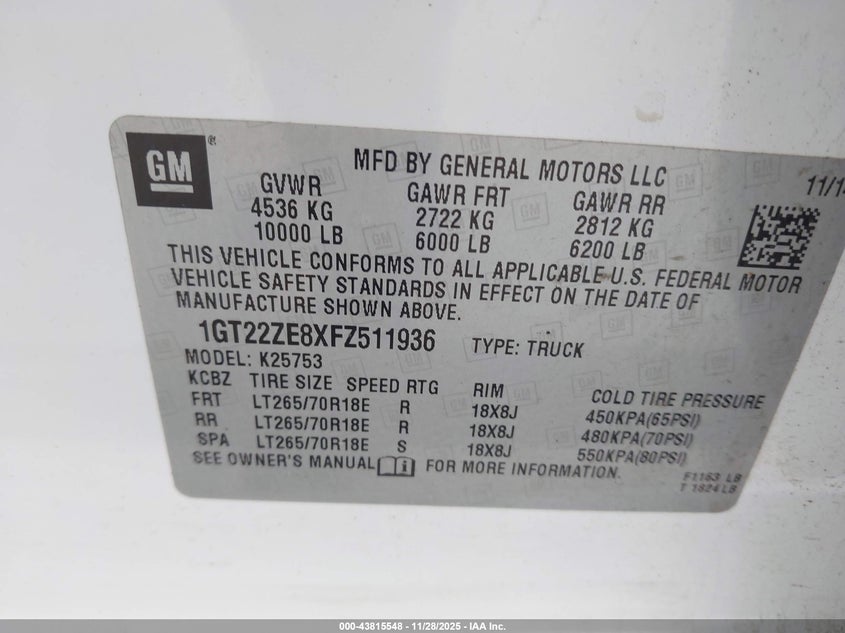 GM®
MFD BY GENERAL MOTORS LLC
11/14
GVWR GAWR FRT GAWR RR
4536 KG 2722 KG 2812 KG
10000 LB 6000 LB 6200 LB
THIS VEHICLE CONFORMS TO ALL APPLICABLE U.S. FEDERAL MOTOR
VEHICLE SAFETY STANDARDS IN EFFECT ON THE DATE OF
MANUFACTURE SHOWN ABOVE.
1GT22ZE8XFZ511936 TYPE: TRUCK
MODEL: K25753
KCBZ TIRE SIZE SPEED RTG RIM COLD TIRE PRESSURE
FRT LT265/70R18E R 18X8J 450KPA(65PSI)
RR LT265/70R18E R 18X8J 480KPA(70PSI)
SPA LT265/70R18E S 18X8J 550KPA(80PSI)
SEE OWNER'S MANUAL FOR MORE INFORMATION.
F1163 LB
T 1824LB
000-43815548 - 11/28/2025 - IAA Inc.